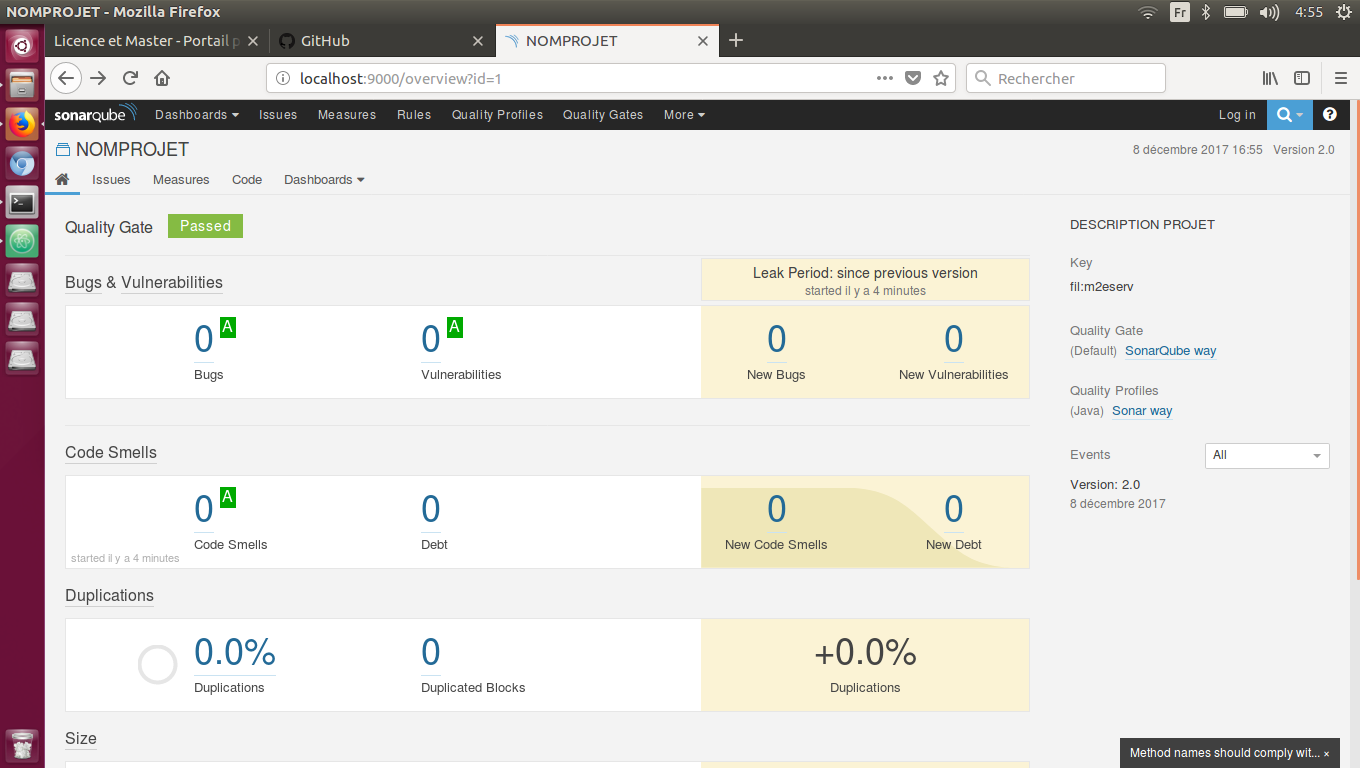 NOMPROJET - Mozilla Firefox
Fr
4:55
Licence et Master - Portail p
GitHub
NOMPROJET
localhost:9000/overview?id=1
Rechercher
sonarqube Dashboards Issues Measures Rules Quality Profiles Quality Gates More Log in
NOMPROJET
8 décembre 2017 16:55 Version 2.0
Issues Measures Code Dashboards
Quality Gate Passed
Bugs & Vulnerabilities
Leak Period: since previous version
started il y a 4 minutes
0 A
Bugs
0 A
Vulnerabilities
0
New Bugs
0
New Vulnerabilities
Code Smells
0 A
Code Smells
started il y a 4 minutes
0
Debt
0
New Code Smells
0
New Debt
Duplications
0.0%
Duplications
0
Duplicated Blocks
+0.0%
Duplications
Size
DESCRIPTION PROJET
Key
fil:m2eserv
Quality Gate
(Default) SonarQube way
Quality Profiles
(Java) Sonar way
Events All
Version: 2.0
8 décembre 2017
Method names should comply wit... ×